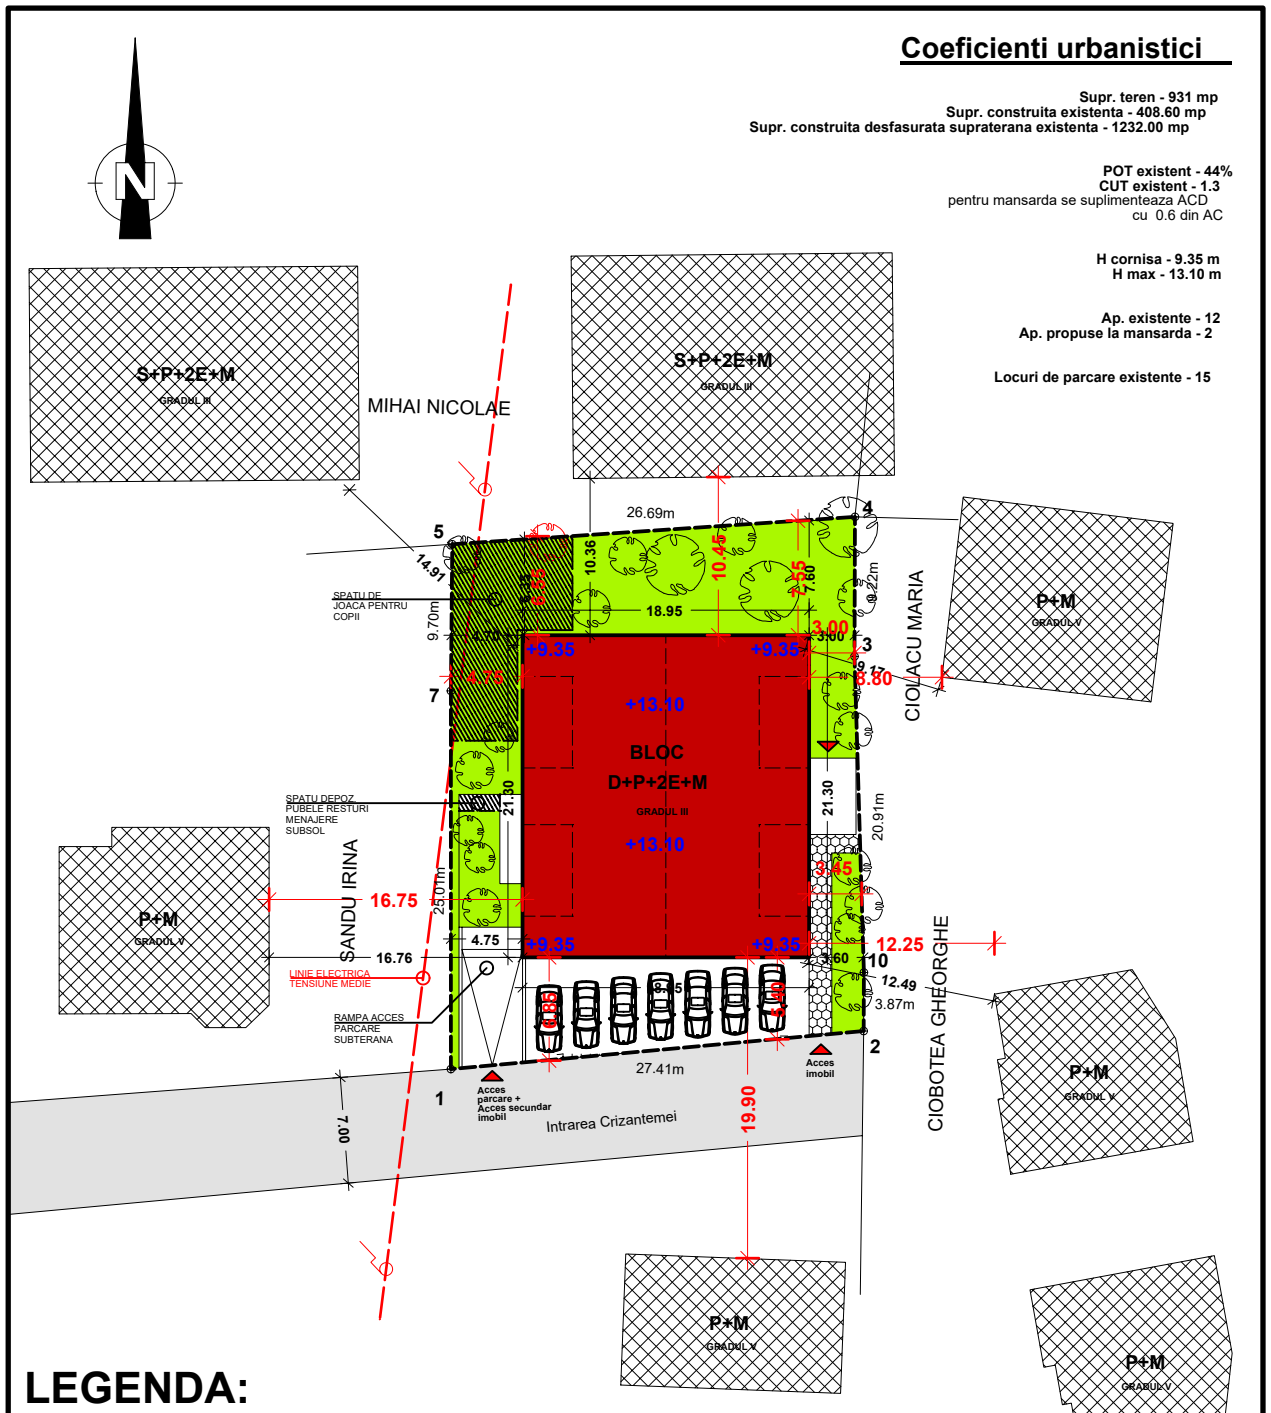 Coeficienti urbanistici
Supr. teren - 931 mp
Supr. construita existenta - 408.60 mp
Supr. construita desfasurata supraterana existenta - 1232.00 mp
POT existent - 44%
CUT existent - 1.3
pentru mansarda se suplimenteaza ACD
cu 0.6 din AC
H cornisa - 9.35 m
H max - 13.10 m
Ap. existente - 12
Ap. propuse la mansarda - 2
Locuri de parcare existente - 15
N
S+P+2E+M
GRADUL III
S+P+2E+M
GRADUL III
MIHAI NICOLAE
26.69m
4
5
14.91
10.36
10.45
7.55
7.60
9.22m
6.55
SPATU DE
JOACA PENTRU
COPII
9.70m
18.95
P+M
GRADUL V
CIOLACU MARIA
4.70
3.00
3.00
3
+9.35
+9.35
9.17
4.75
8.80
7
+13.10
BLOC
D+P+2E+M
GRADUL III
21.30
21.30
SPATU DEPOZ.
PUBELE RESTURI
MENAJERE
SUBSOL
20.91m
+13.10
3.45
SANDU IRINA
25.01m
16.75
P+M
GRADUL V
4.75
+9.35
+9.35
12.25
16.76
3.60
10
LINIE ELECTRICA
TENSIUNE MEDIE
12.49
3.87m
CIOBOTEA GHEORGHE
6.85
5.40
RAMPA ACCES
PARCARE
SUBTERANA
2
27.41m
Acces
imobil
1
Acces
parcare +
Acces secundar
imobil
P+M
GRADUL V
7.00
Intrarea Crizantemei
19.90
P+M
GRADUL V
P+M
GRADUL V
LEGENDA: